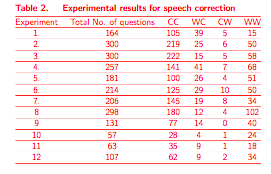 Table 2. Experimental results for speech correction
Experiment Total No. of questions CC WC CW WW
1. 164 105 39 5 15
2. 300 219 25 6 50
3. 300 222 15 5 58
4. 257 141 41 7 68
5. 181 100 26 4 51
6. 214 125 29 10 50
7. 206 145 19 8 34
8 298 180 12 4 102
9 131 77 14 0 40
10 57 28 4 1 24
11 63 35 9 1 18
12 107 62 9 2 34